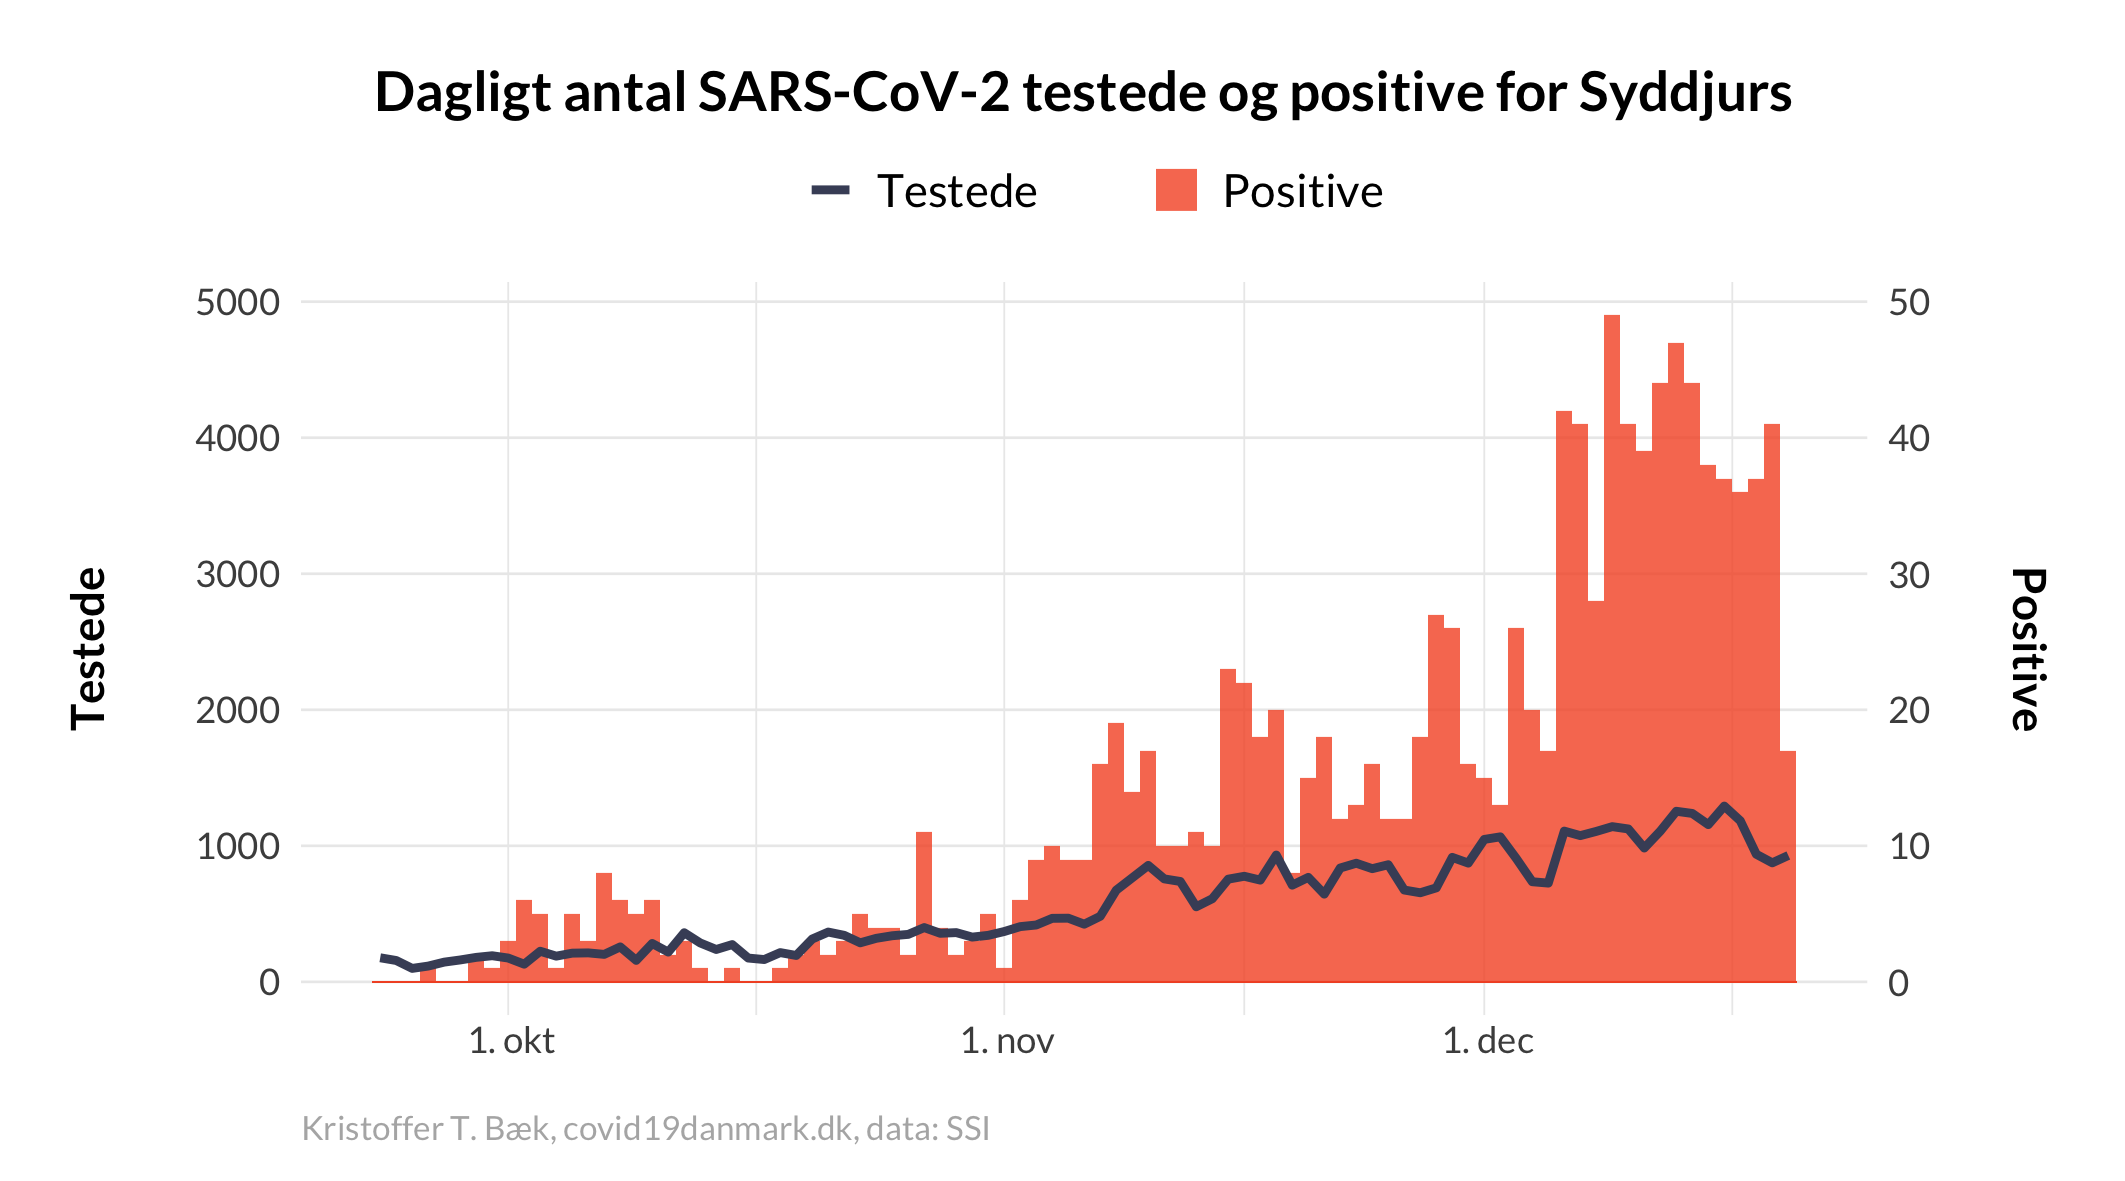 Dagligt antal SARS-CoV-2 testede og positive for Syddjurs
Testede Positive
5000 50
4000 40
3000 30
2000 20
1000 10
0 0
Testede
Positive
1. okt 1. nov 1. dec
Kristoffer T. Bæk, covid19danmark.dk, data: SSI